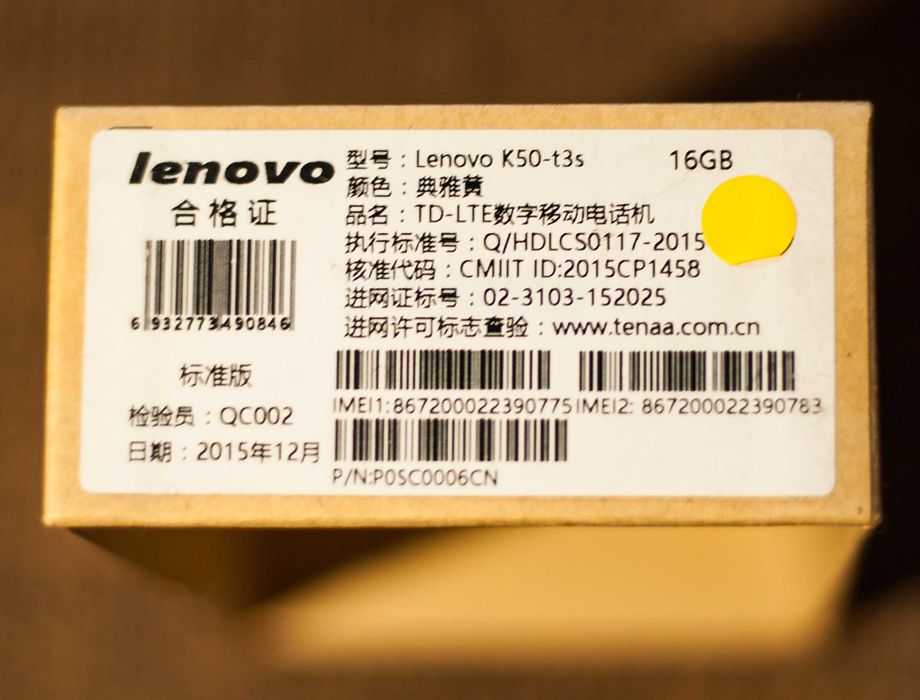 lenovo
合格证
6 932773 490846
标准版
检验员：QC002
日期：2015年12月
型号：Lenovo K50-t3s 16GB
颜色：典雅黄
品名：TD-LTE数字移动电话机
执行标准号：Q/HDLCS0117-2015
核准代码：CMIIT ID:2015CP1458
进网证标号：02-3103-152025
进网许可标志查验：www.tenaa.com.cn
IMEI1:867200022390775 IMEI2: 867200022390783
P/N:P0SC0006CN